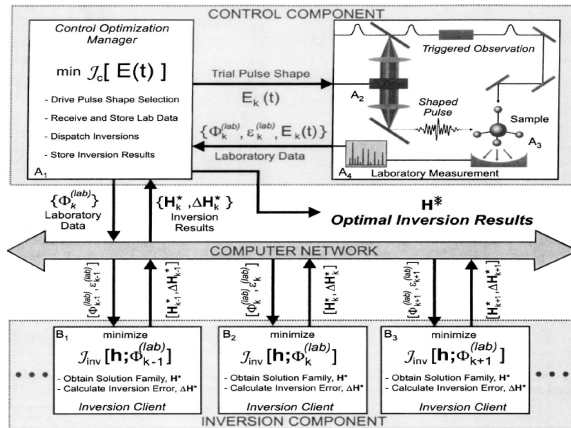 CONTROL COMPONENT
Control Optimization
Manager
min 𝒥c[ E(t) ]
- Drive Pulse Shape Selection
- Receive and Store Lab Data
- Dispatch Inversions
- Store Inversion Results
A1
Trial Pulse Shape
Ek(t)
{Φk(lab), εk(lab), Ek(t)}
Laboratory Data
Triggered Observation
A2
Shaped
Pulse
Sample
A3
A4
Laboratory Measurement
{Φk(lab)}
Laboratory
Data
{H*k, ΔH*k}
Inversion
Results
H*
Optimal Inversion Results
COMPUTER NETWORK
[Φk-1(lab), εk-1(lab)]
[H*k-1, ΔH*k-1]
[Φk(lab), εk(lab)]
[H*k, ΔH*k]
[Φk+1(lab), εk+1(lab)]
[H*k+1, ΔH*k+1]
B1
minimize
𝒥inv [h;Φk-1(lab)]
- Obtain Solution Family, H*
- Calculate Inversion Error, ΔH*
Inversion Client
B2
minimize
𝒥inv [h;Φk(lab)]
- Obtain Solution Family, H*
- Calculate Inversion Error, ΔH*
Inversion Client
B3
minimize
𝒥inv [h;Φk+1(lab)]
- Obtain Solution Family, H*
- Calculate Inversion Error, ΔH*
Inversion Client
INVERSION COMPONENT